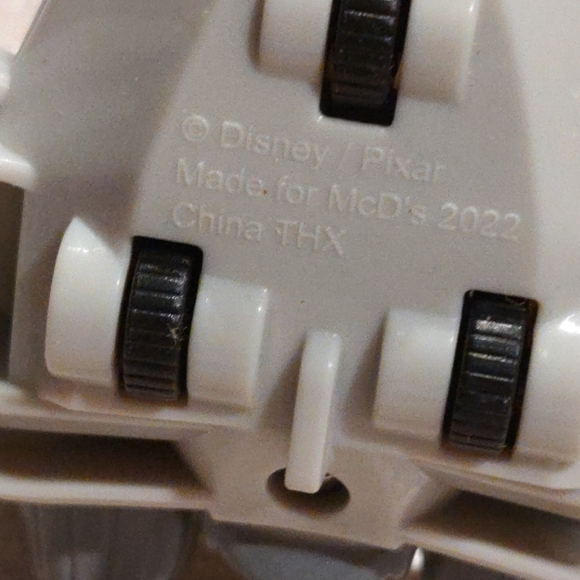 © Disney / Pixar
Made for McD's 2022
China THX